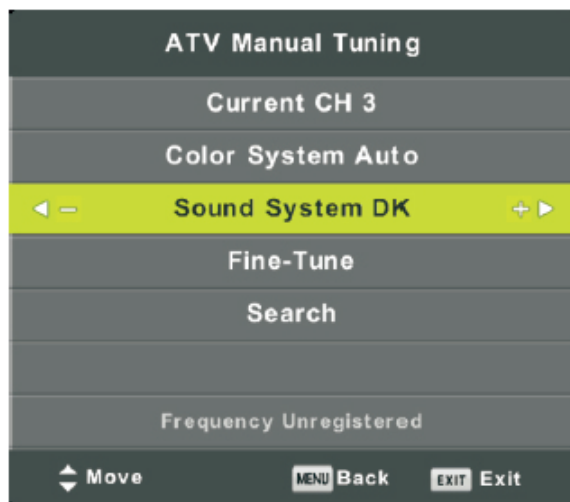 ATV Manual Tuning
Current CH 3
Color System Auto
Sound System DK
Fine-Tune
Search
Frequency Unregistered
Move MENU Back EXIT Exit